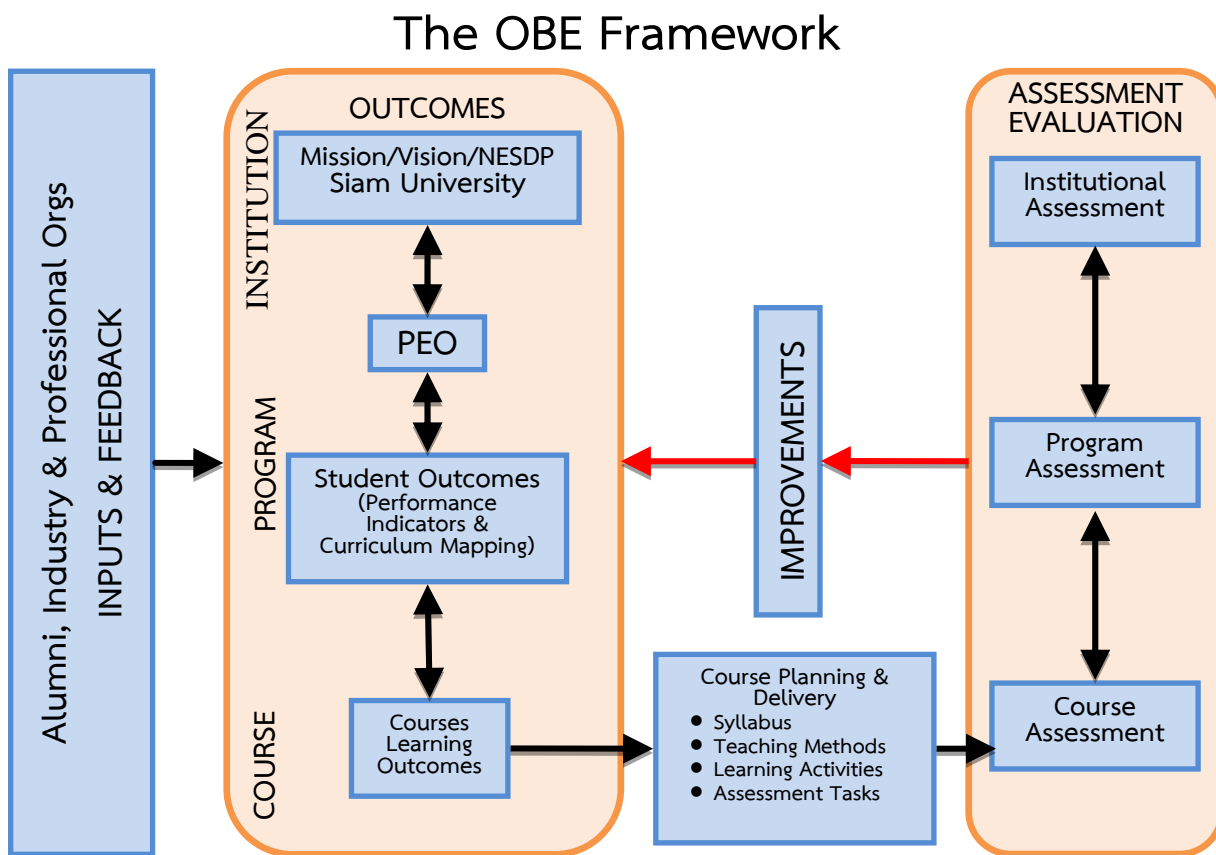 The OBE Framework
Alumni, Industry & Professional Orgs
INPUTS & FEEDBACK
OUTCOMES
INSTITUTION
Mission/Vision/NESDP
Siam University
PEO
PROGRAM
Student Outcomes
(Performance
Indicators &
Curriculum Mapping)
COURSE
Courses
Learning
Outcomes
IMPROVEMENTS
Course Planning &
Delivery
● Syllabus
● Teaching Methods
● Learning Activities
● Assessment Tasks
ASSESSMENT
EVALUATION
Institutional
Assessment
Program
Assessment
Course
Assessment